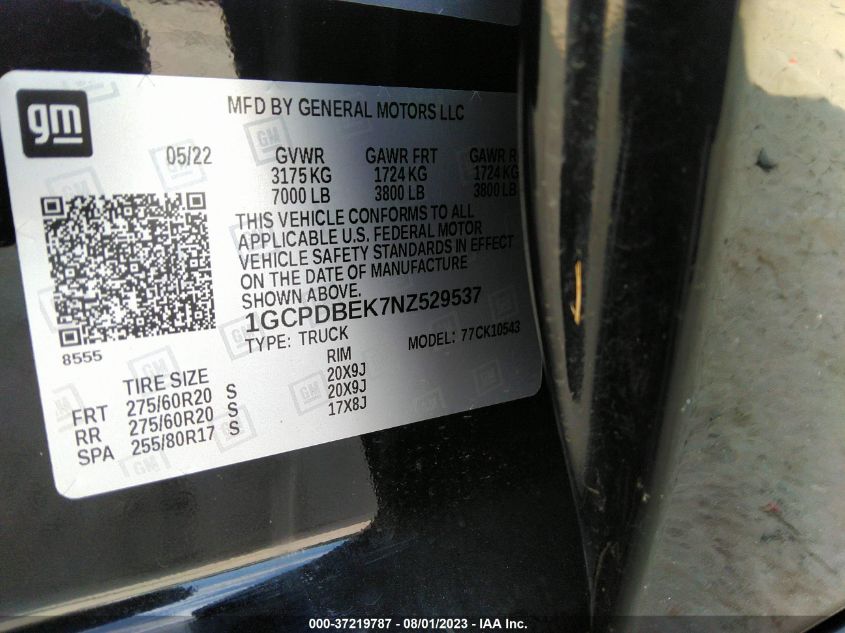 gm
MFD BY GENERAL MOTORS LLC
05/22 GVWR GAWR FRT GAWR R
3175 KG 1724 KG 1724 KG
7000 LB 3800 LB 3800 LB
THIS VEHICLE CONFORMS TO ALL
APPLICABLE U.S. FEDERAL MOTOR
VEHICLE SAFETY STANDARDS IN EFFECT
ON THE DATE OF MANUFACTURE
SHOWN ABOVE.
1GCPDBEK7NZ529537
8555
TYPE: TRUCK MODEL: 77CK10543
TIRE SIZE RIM
FRT 275/60R20 S 20X9J
RR 275/60R20 S 20X9J
SPA 255/80R17 S 17X8J
000-37219787 - 08/01/2023 - IAA Inc.